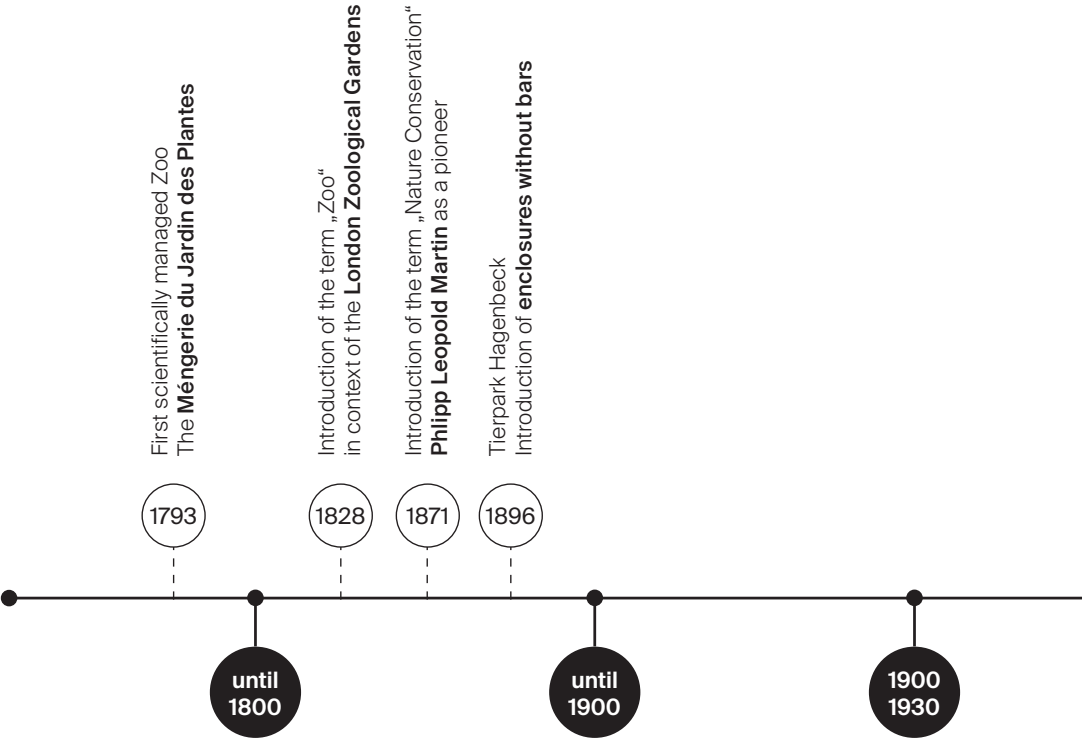 First scientifically managed Zoo
The Méngerie du Jardin des Plantes
1793
Introduction of the term „Zoo“
in context of the London Zoological Gardens
1828
Introduction of the term „Nature Conservation“
Phlipp Leopold Martin as a pioneer
1871
Tierpark Hagenbeck
Introduction of enclosures without bars
1896
until
1800
until
1900
1900
1930